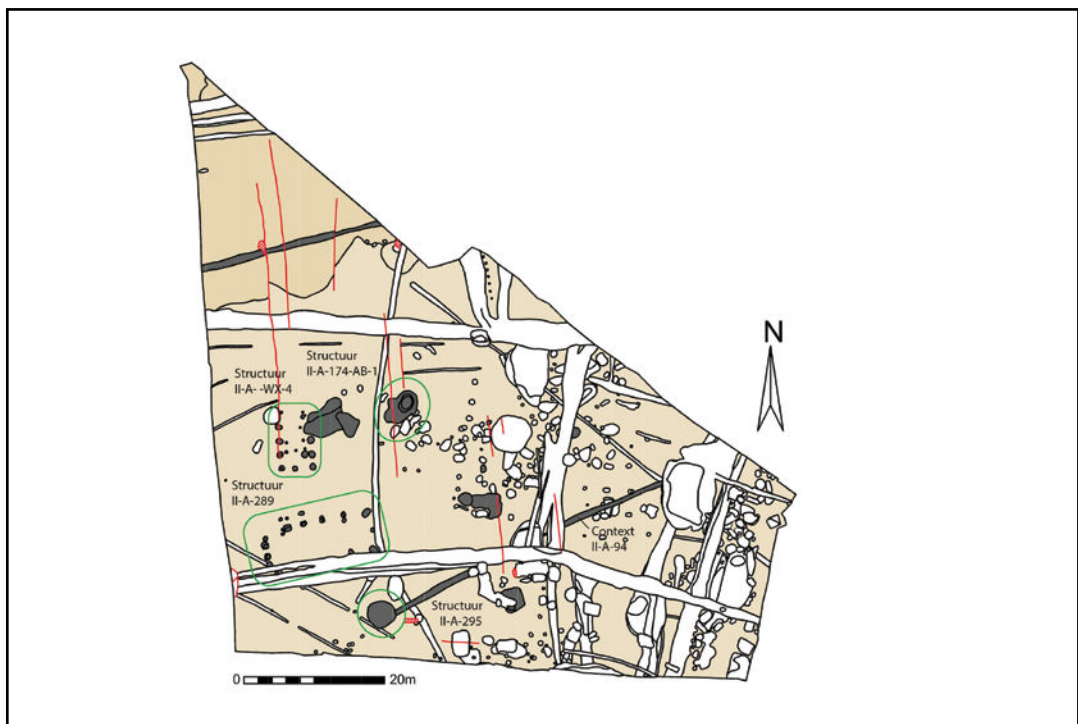 N
Structuur
II-A-174-AB-1
Structuur
II-A- -WX-4
Structuur
II-A-289
Context
II-A-94
Structuur
II-A-295
0
20m